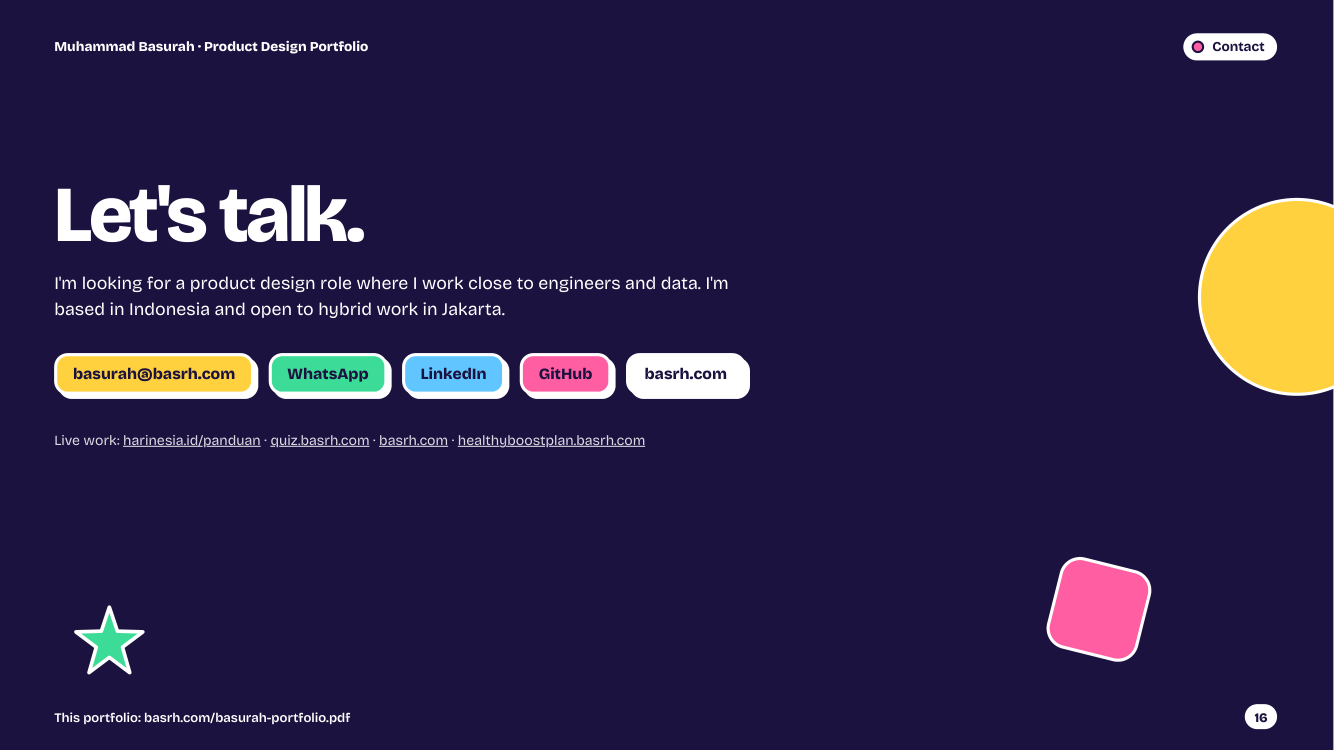 Muhammad Basurah · Product Design Portfolio
Contact
Let's talk.
I'm looking for a product design role where I work close to engineers and data. I'm
based in Indonesia and open to hybrid work in Jakarta.
basurah@basrh.com WhatsApp LinkedIn GitHub basrh.com
Live work: harinesia.id/panduan · quiz.basrh.com · basrh.com · healthyboostplan.basrh.com
This portfolio: basrh.com/basurah-portfolio.pdf
16